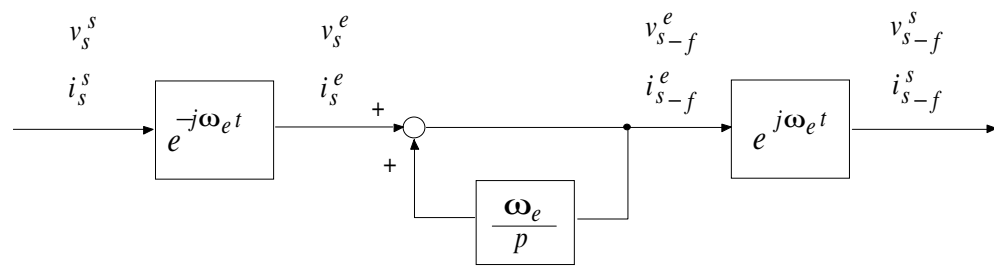 v_s^s v_s^e v_{s-f}^e v_{s-f}^s
i_s^s i_s^e i_{s-f}^e i_{s-f}^s
e^{-jω_e t} + e^{jω_e t}
+
ω_e
p